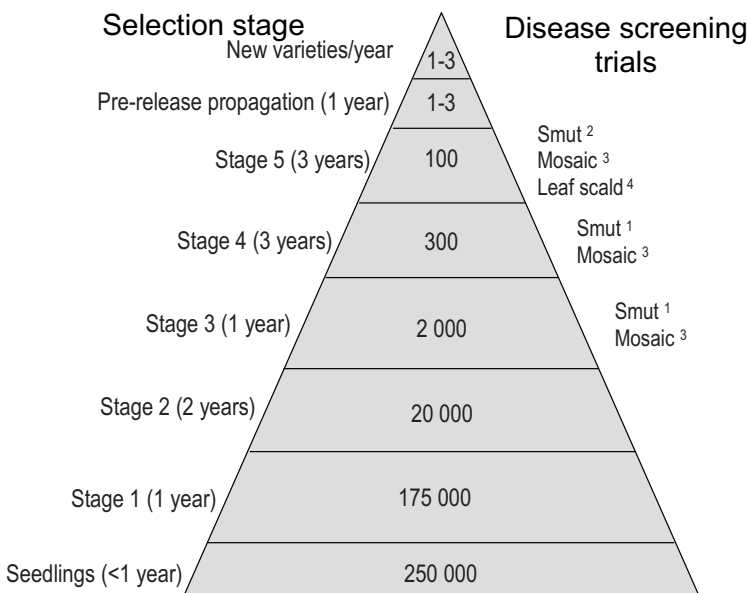 Selection stage
Disease screening
trials
New varieties/year
1-3
Pre-release propagation (1 year)
1-3
Stage 5 (3 years)
100
Smut ²
Mosaic ³
Leaf scald ⁴
Stage 4 (3 years)
300
Smut ¹
Mosaic ³
Stage 3 (1 year)
2 000
Smut ¹
Mosaic ³
Stage 2 (2 years)
20 000
Stage 1 (1 year)
175 000
Seedlings (<1 year)
250 000